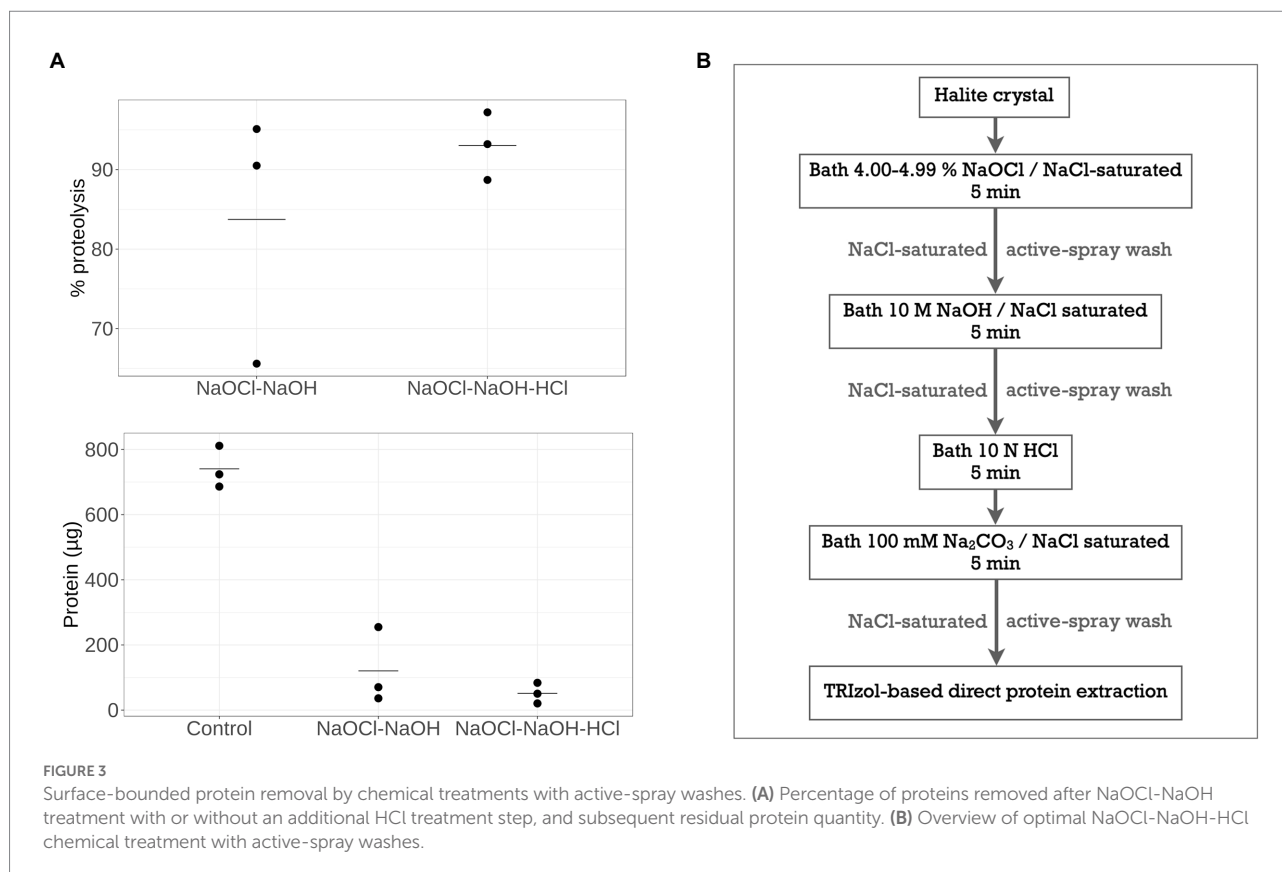 A
% proteolysis
90
80
70
NaOCl-NaOH NaOCl-NaOH-HCl
Protein (µg)
800
600
400
200
0
Control NaOCl-NaOH NaOCl-NaOH-HCl
B
Halite crystal
Bath 4.00-4.99 % NaOCl / NaCl-saturated
5 min
NaCl-saturated active-spray wash
Bath 10 M NaOH / NaCl saturated
5 min
NaCl-saturated active-spray wash
Bath 10 N HCl
5 min
Bath 100 mM Na₂CO₃ / NaCl saturated
5 min
NaCl-saturated active-spray wash
TRIzol-based direct protein extraction
FIGURE 3
Surface-bounded protein removal by chemical treatments with active-spray washes. (A) Percentage of proteins removed after NaOCl-NaOH
treatment with or without an additional HCl treatment step, and subsequent residual protein quantity. (B) Overview of optimal NaOCl-NaOH-HCl
chemical treatment with active-spray washes.